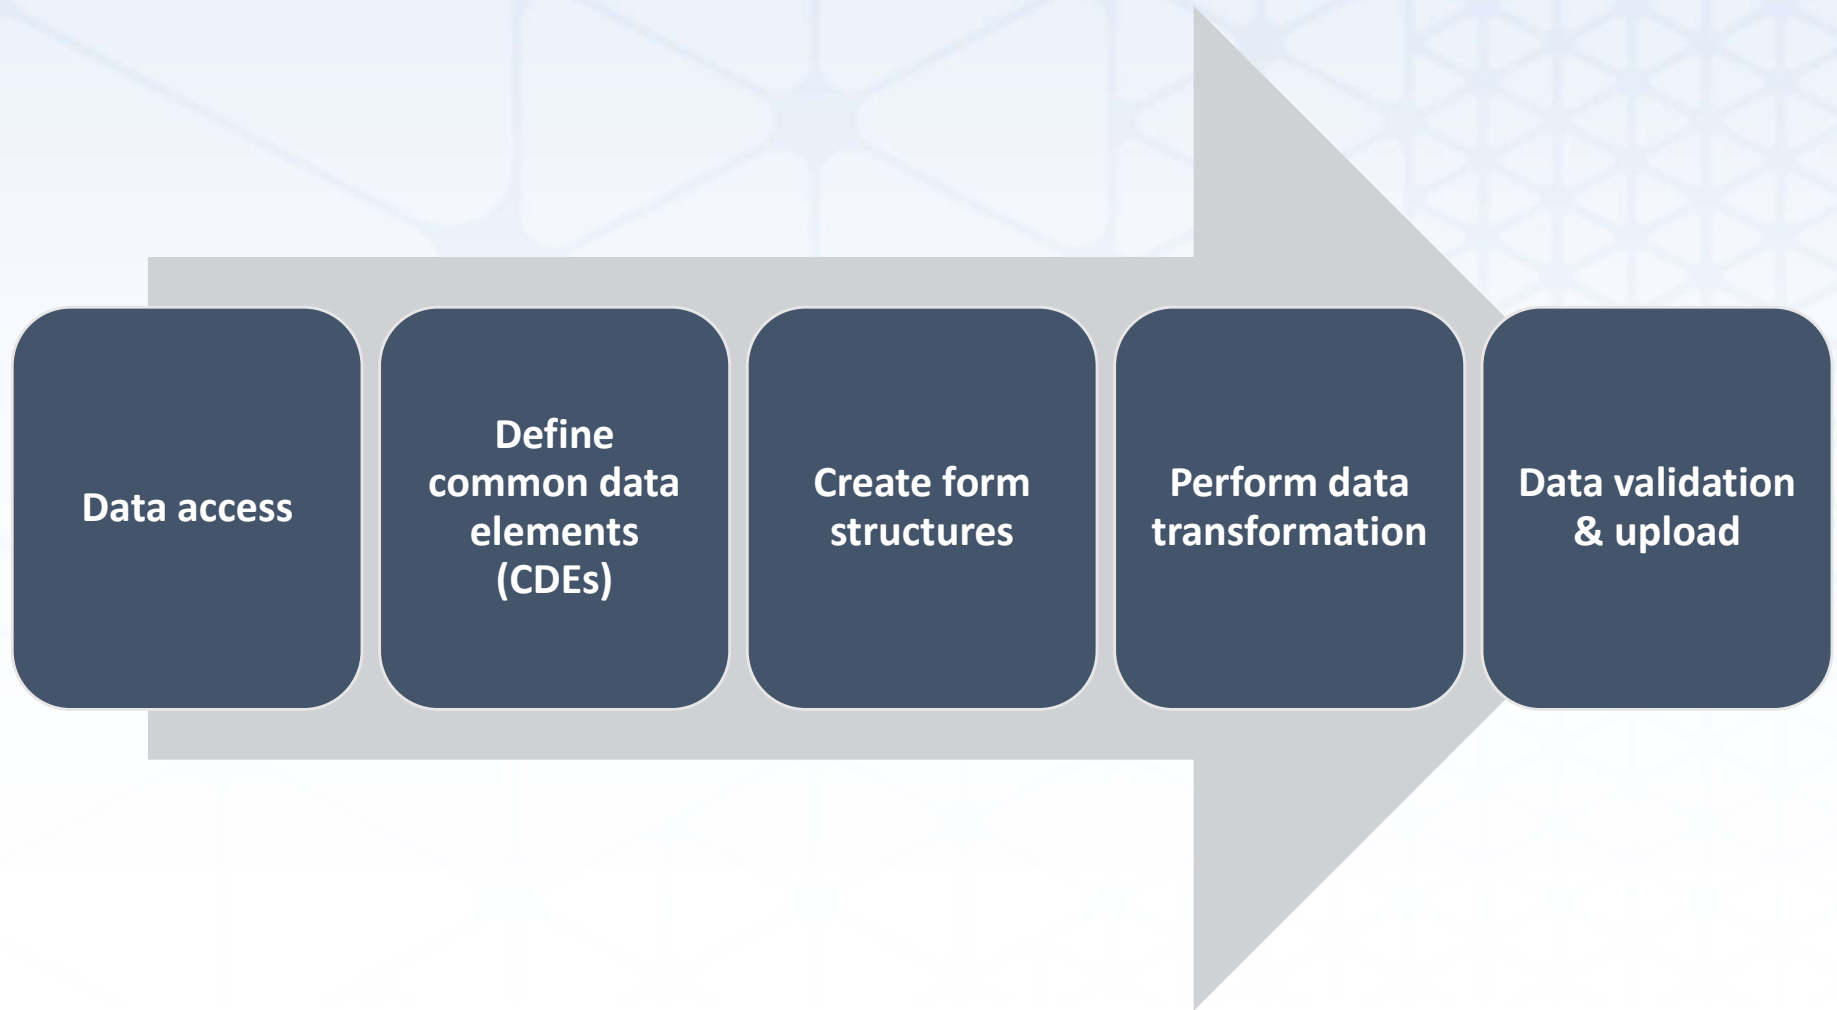 Data access
Define
common data
elements
(CDEs)
Create form
structures
Perform data
transformation
Data validation
& upload